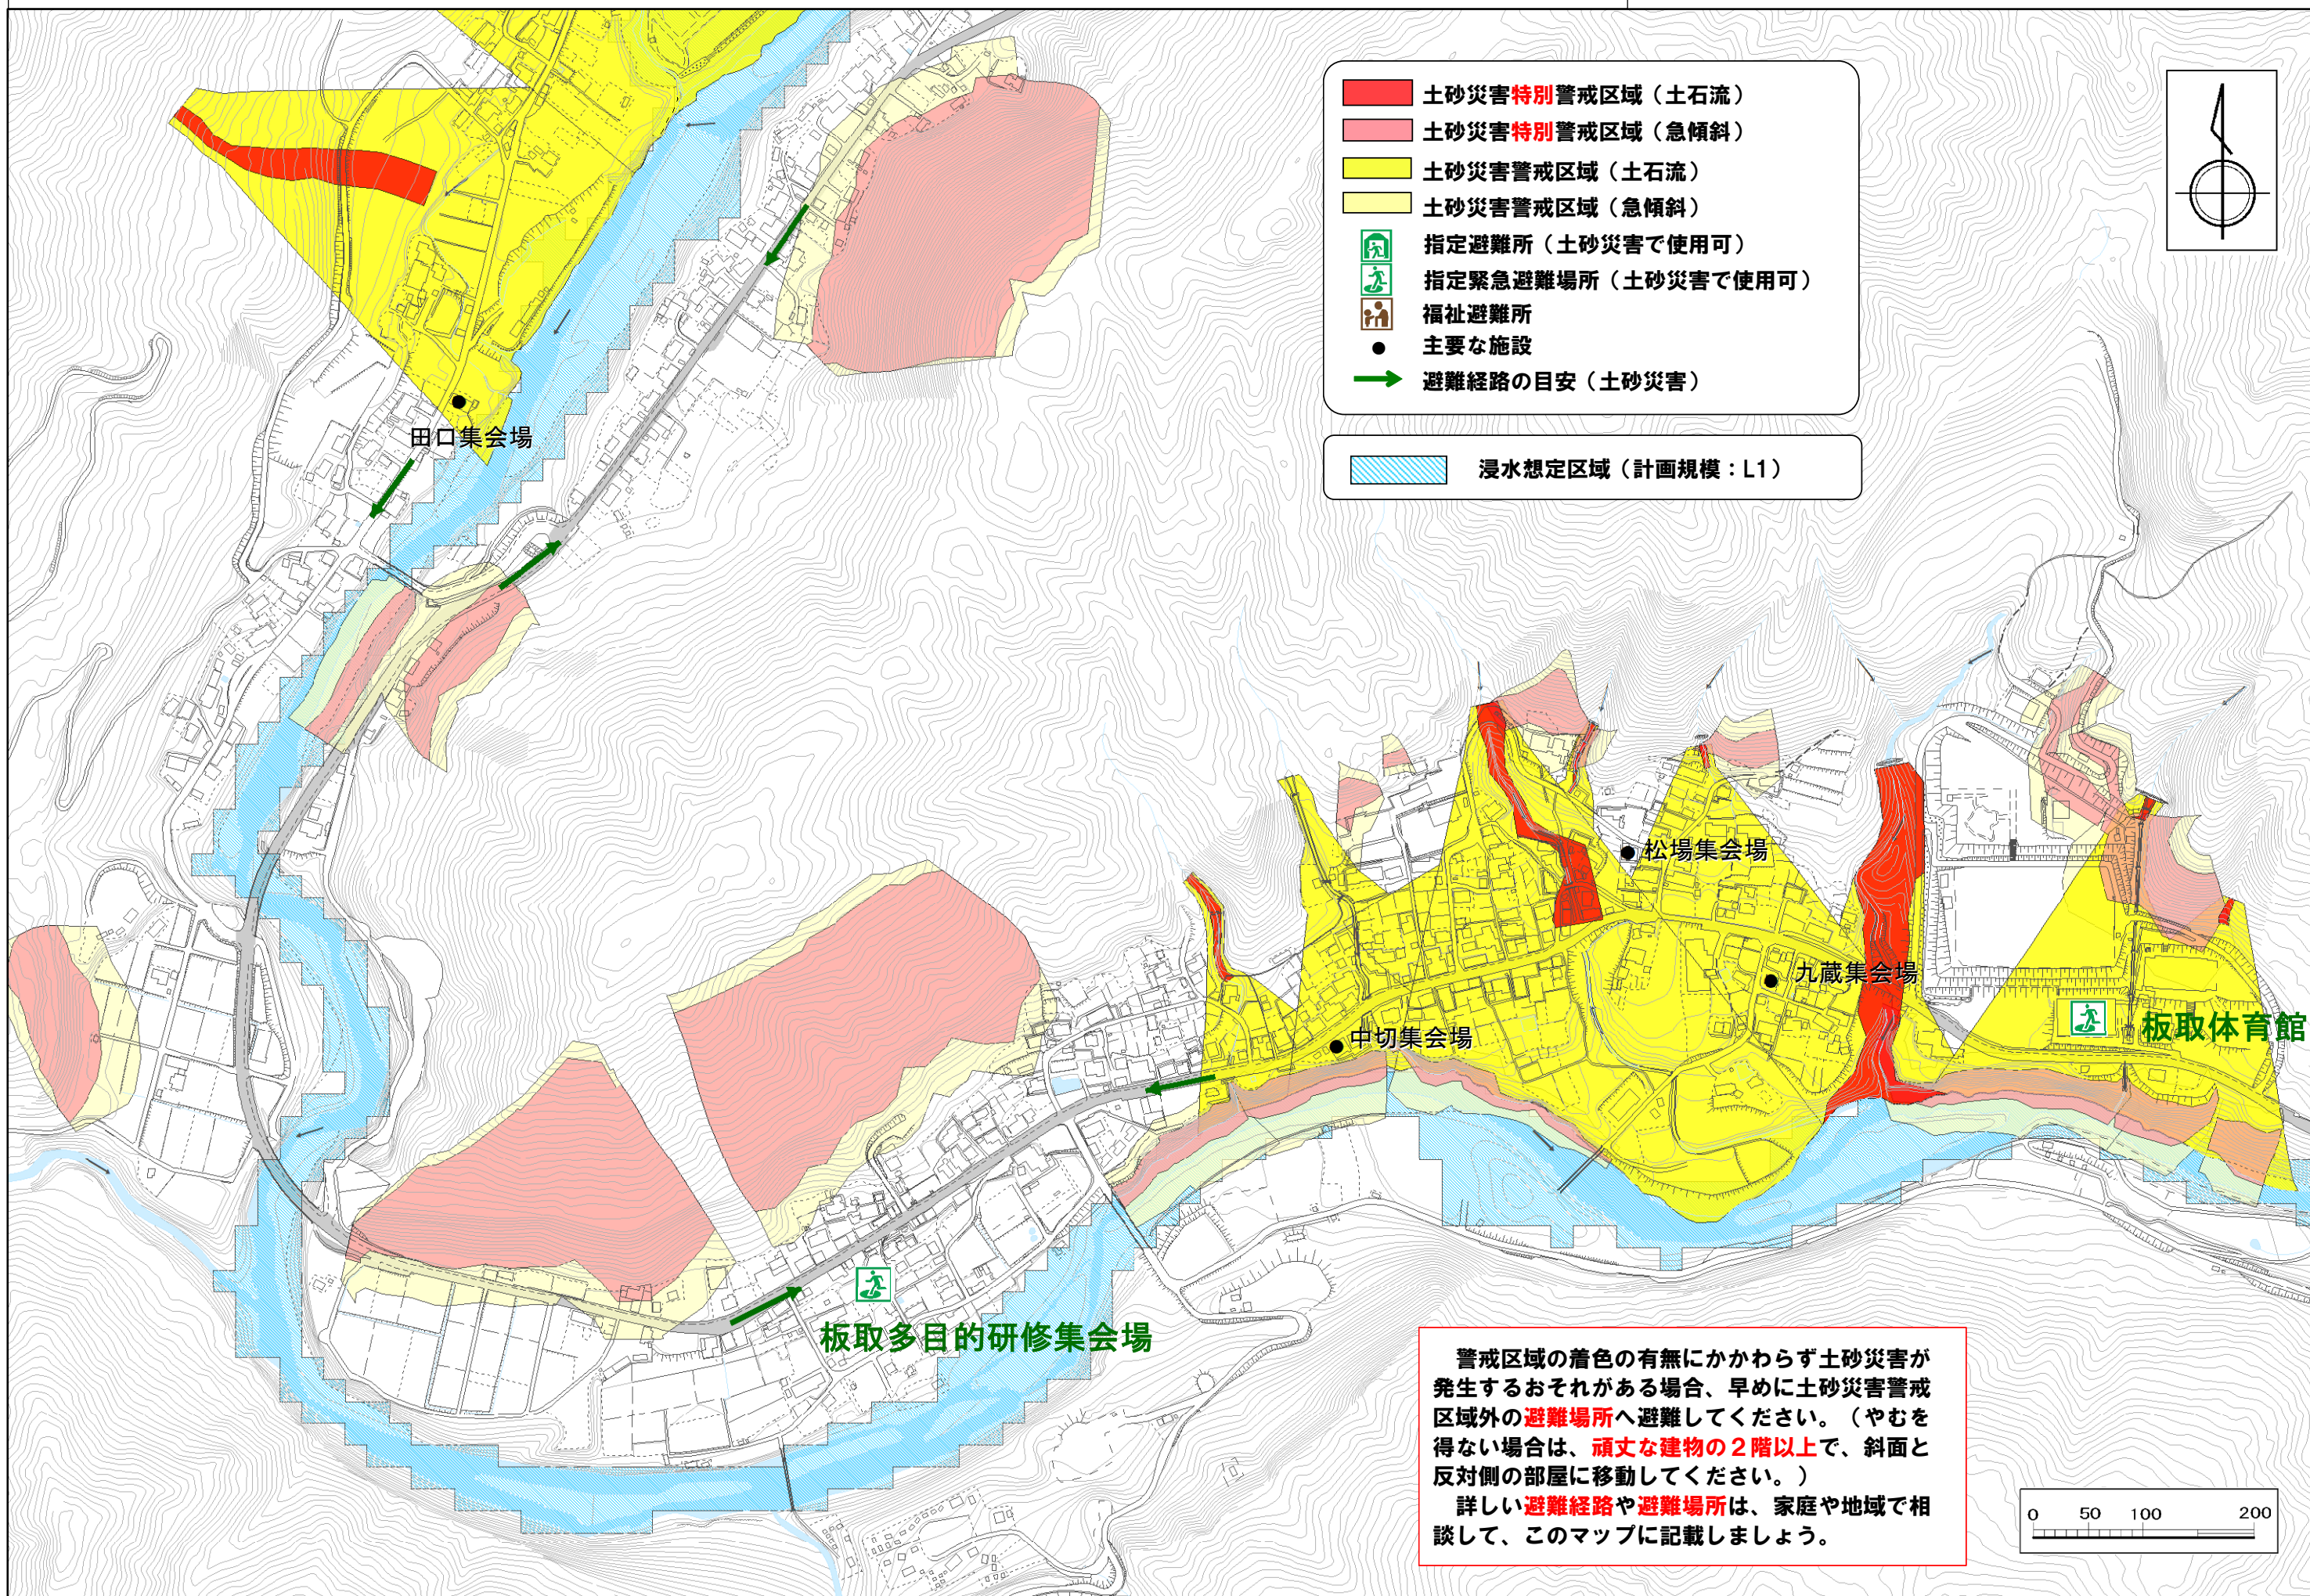 土砂災害特別警戒区域（土石流）
土砂災害特別警戒区域（急傾斜）
土砂災害警戒区域（土石流）
土砂災害警戒区域（急傾斜）
指定避難所（土砂災害で使用可）
指定緊急避難場所（土砂災害で使用可）
福祉避難所
主要な施設
避難経路の目安（土砂災害）
浸水想定区域（計画規模：L1）
田口集会場
松場集会場
九蔵集会場
中切集会場
板取体育館
板取多目的研修集会場
警戒区域の着色の有無にかかわらず土砂災害が
発生するおそれがある場合、早めに土砂災害警戒
区域外の避難場所へ避難してください。（やむを
得ない場合は、頑丈な建物の２階以上で、斜面と
反対側の部屋に移動してください。）
詳しい避難経路や避難場所は、家庭や地域で相
談して、このマップに記載しましょう。
0 50 100 200